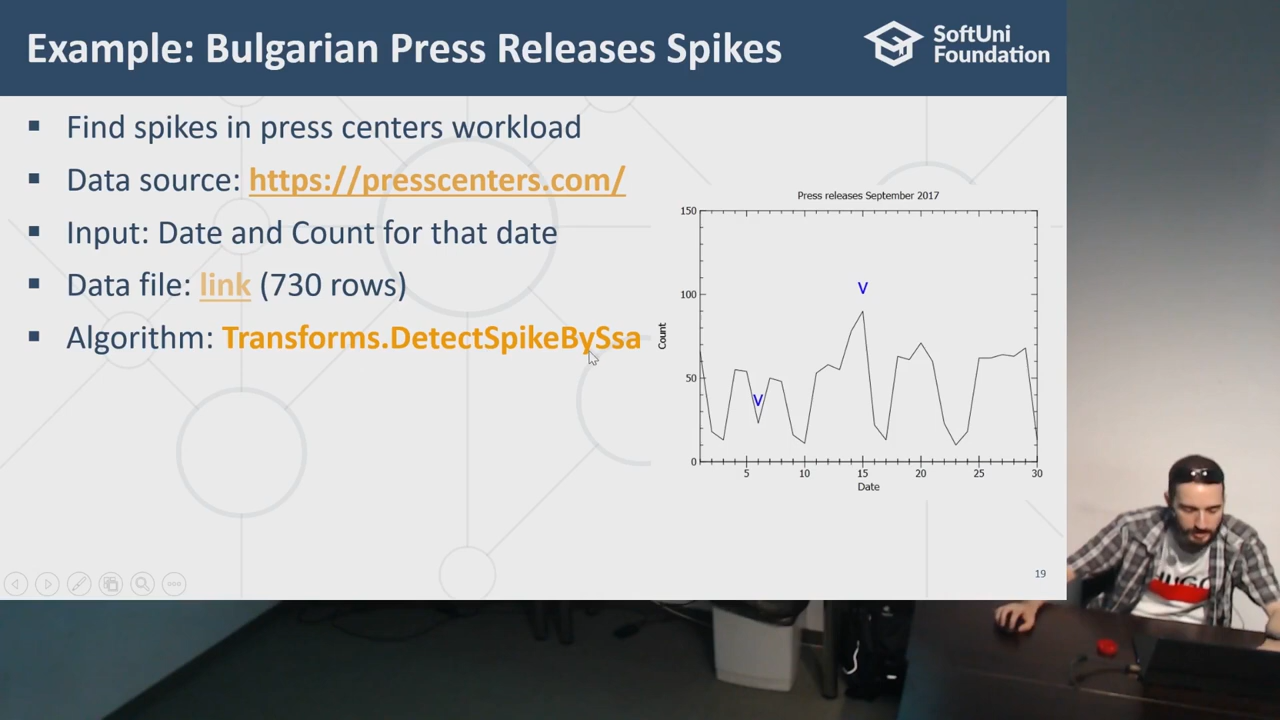 Example: Bulgarian Press Releases Spikes
SoftUni
Foundation
▪ Find spikes in press centers workload
▪ Data source: https://presscenters.com/
▪ Input: Date and Count for that date
▪ Data file: link (730 rows)
▪ Algorithm: Transforms.DetectSpikeBySsa
Press releases September 2017
150
100
50
0
Count
V
V
5 10 15 20 25 30
Date
19
HUGO